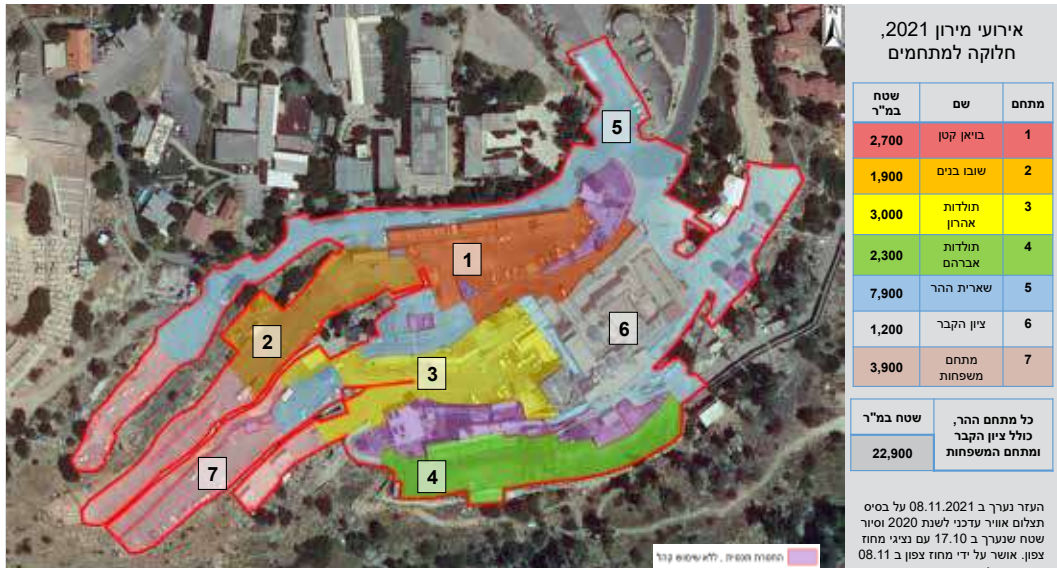 אירועי מירון 2021,
חלוקה למתחמים
מתחם שם שטח במ"ר
1 בויאן קטן 2,700
2 שובו בנים 1,900
3 תולדות אהרון 3,000
4 תולדות אברהם 2,300
5 שארית ההר 7,900
6 ציון הקבר 1,200
7 מתחם משפחות 3,900
כל מתחם ההר, שטח במ"ר
כולל ציון הקבר
ומתחם המשפחות 22,900
העזר נערך ב 08.11.2021 על בסיס
תצלום אוויר עדכני לשנת 2020 וסיור
שטח שנערך ב 17.10 עם נציגי מחוז
צפון. אושר על ידי מחוז צפון ב 08.11
N
5
1
2
6
3
7
4
ללא שימוש קהל